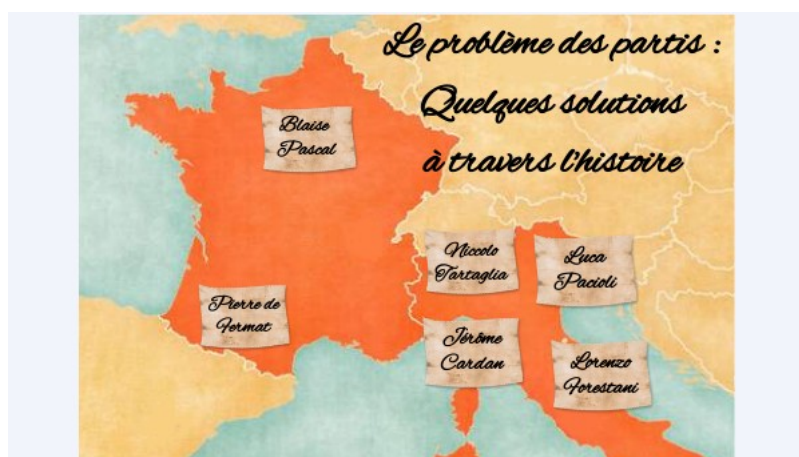 Le problème des partis :
Quelques solutions
à travers l'histoire
Blaise
Pascal
Niccolo
Tartaglia
Luca
Pacioli
Pierre de
Fermat
Jérôme
Cardan
Lorenzo
Forestani